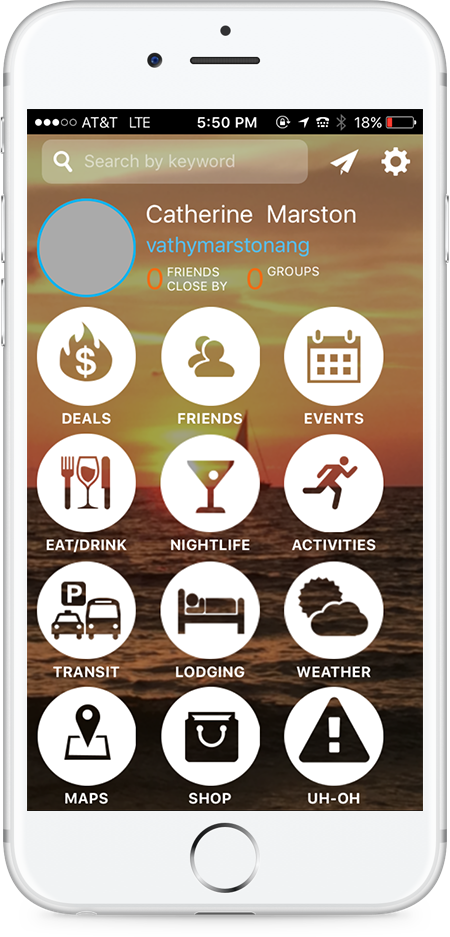 AT&T LTE 5:50 PM 18%
Search by keyword
Catherine Marston
vathymarstonang
0 FRIENDS CLOSE BY 0 GROUPS
$
DEALS FRIENDS EVENTS
EAT/DRINK NIGHTLIFE ACTIVITIES
P
TRANSIT LODGING WEATHER
MAPS SHOP UH-OH